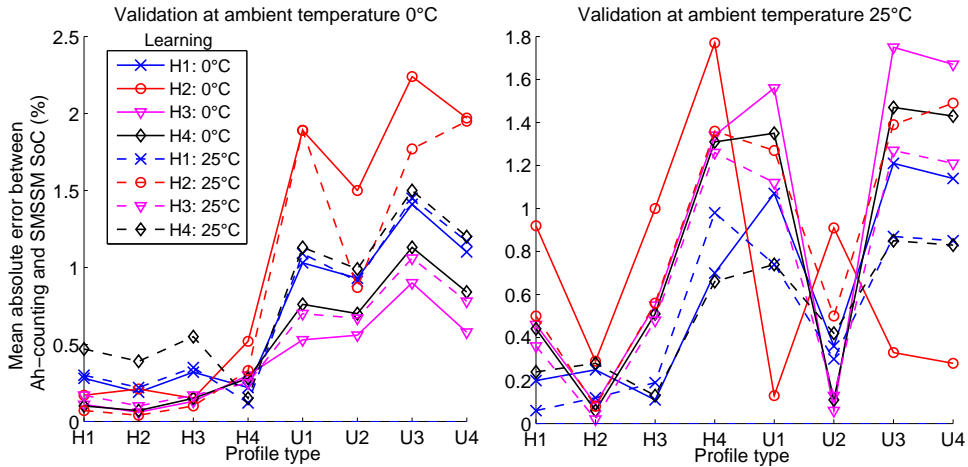 Validation at ambient temperature 0°C
Mean absolute error between
Ah−counting and SMSSM SoC (%)
2.5
2
1.5
1
0.5
0
Learning
H1: 0°C
H2: 0°C
H3: 0°C
H4: 0°C
H1: 25°C
H2: 25°C
H3: 25°C
H4: 25°C
H1 H2 H3 H4 U1 U2 U3 U4
Profile type
Validation at ambient temperature 25°C
1.8
1.6
1.4
1.2
1
0.8
0.6
0.4
0.2
0
H1 H2 H3 H4 U1 U2 U3 U4
Profile type